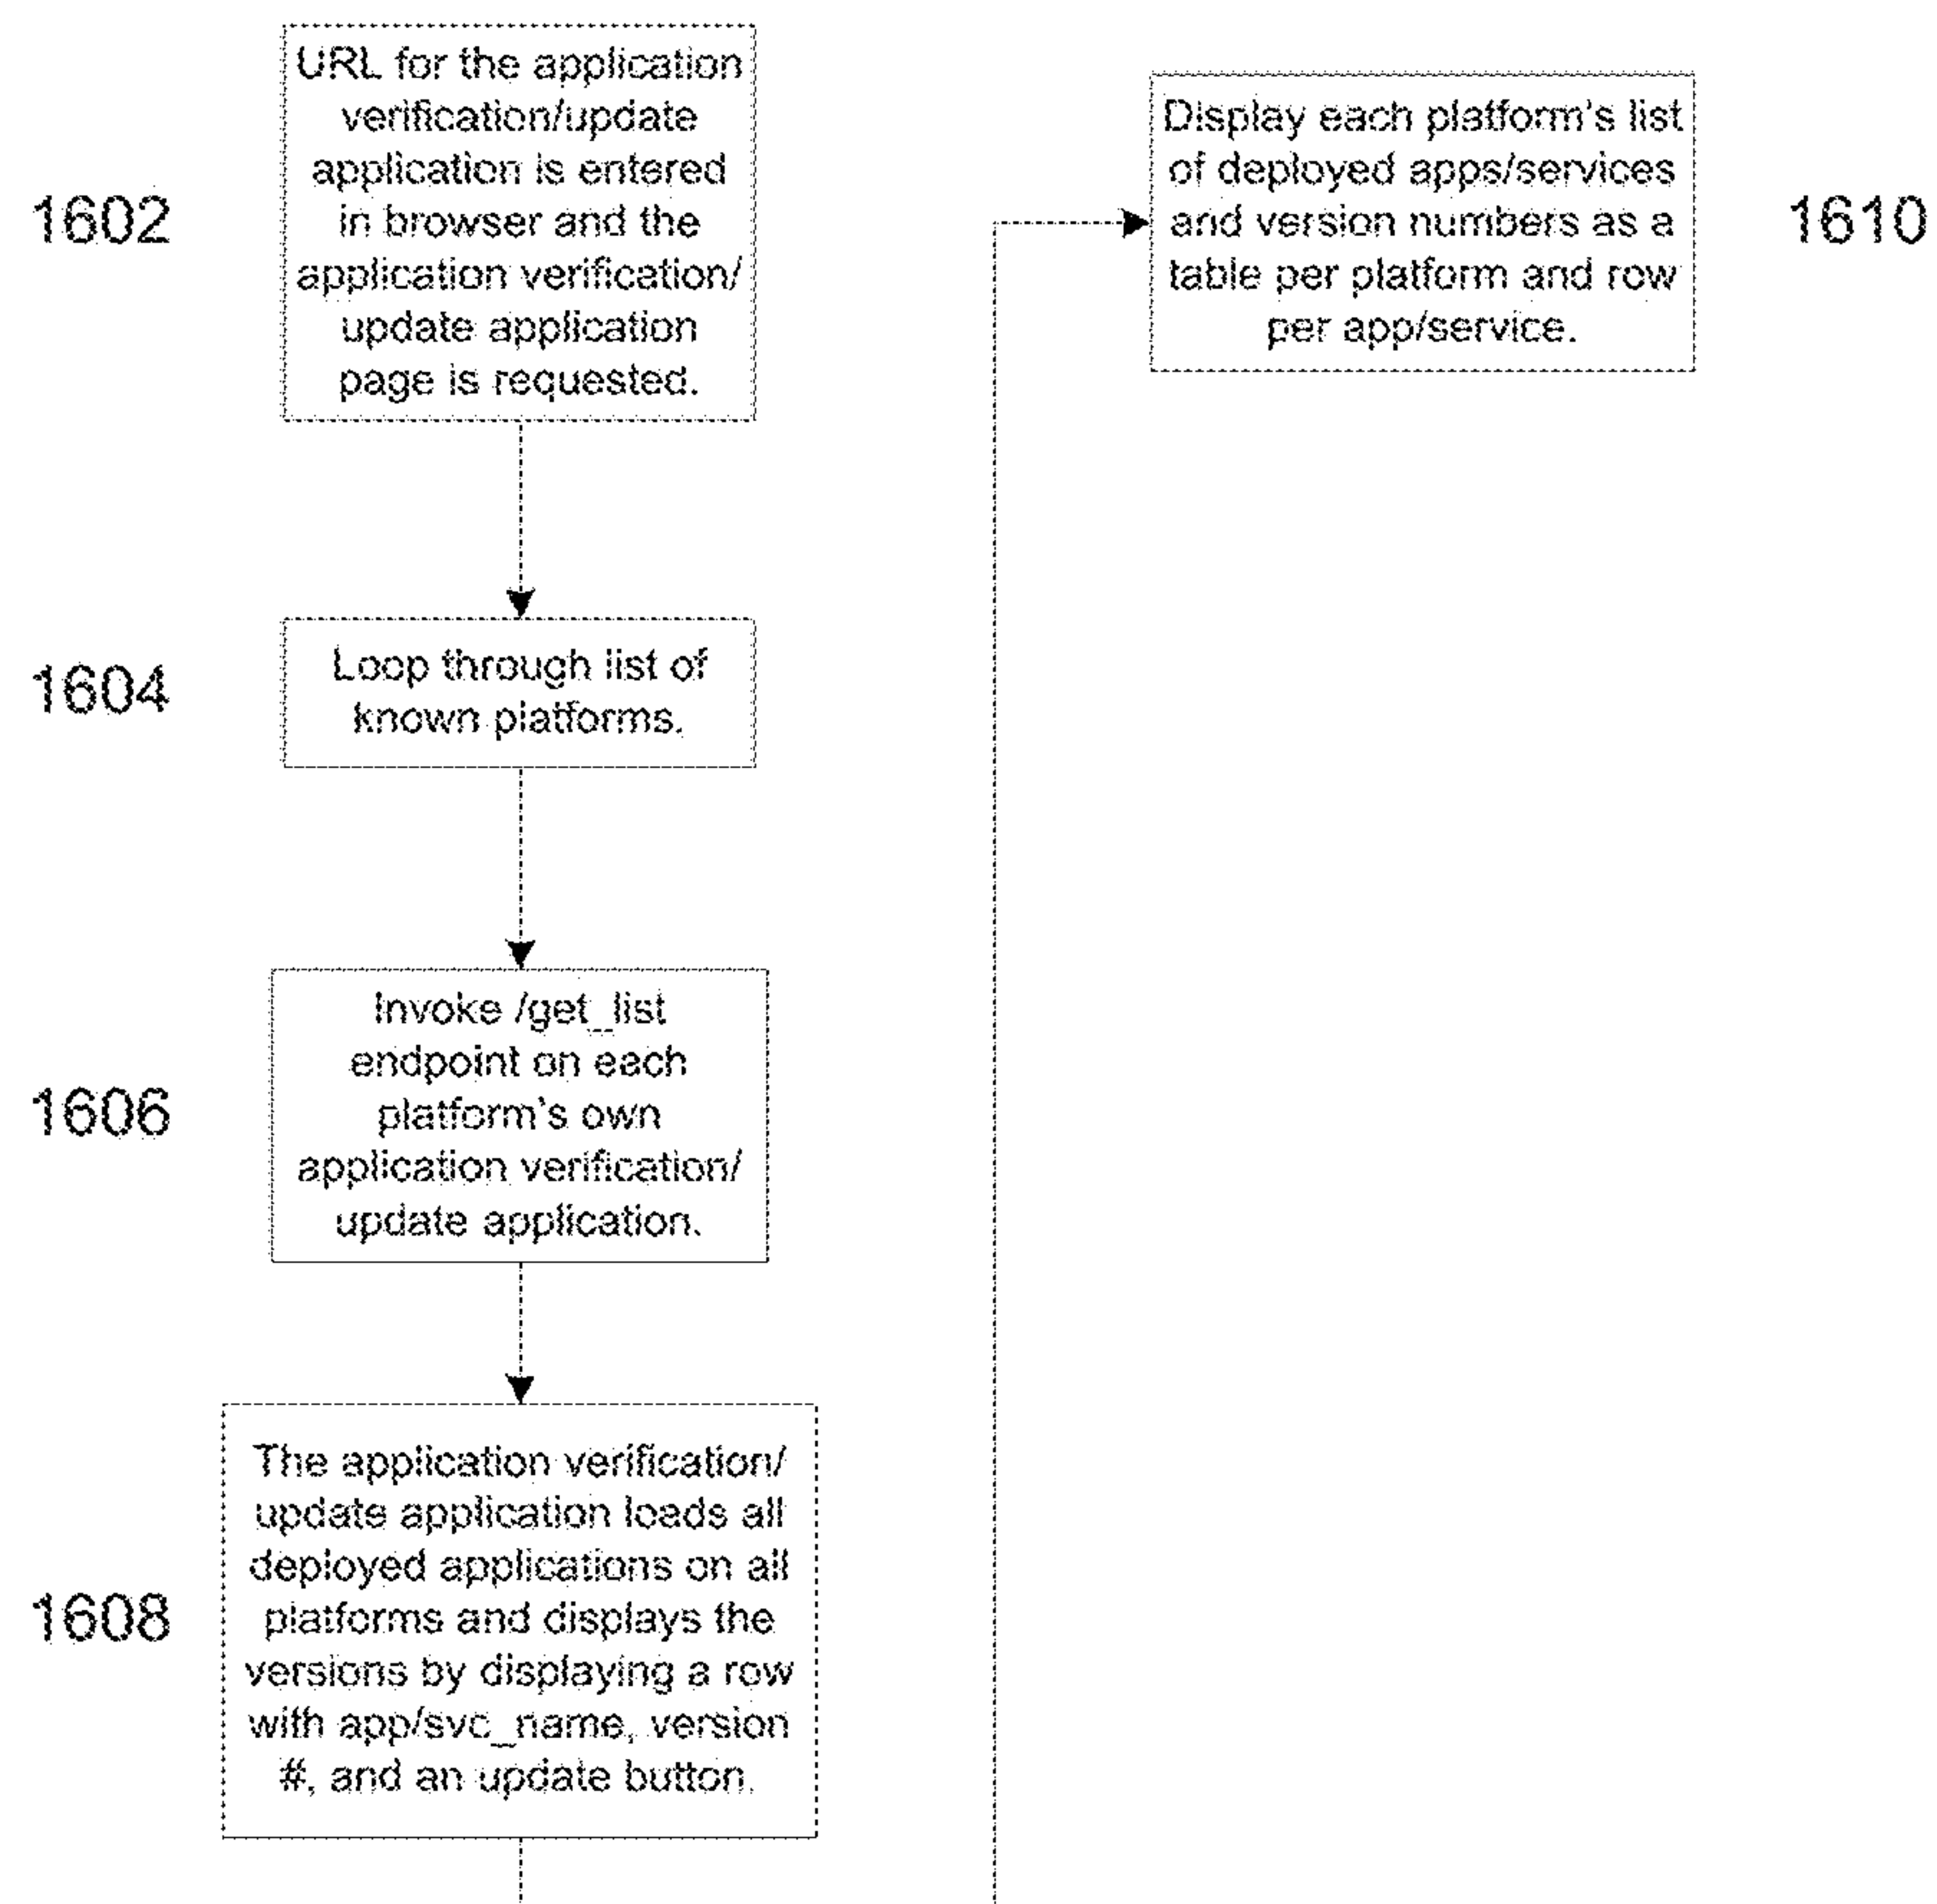 1602
URL for the application
verification/update
application is entered
in browser and the
application verification/
update application
page is requested.
1604
Loop through list of
known platforms.
1606
Invoke /get_list
endpoint on each
platform's own
application verification/
update application.
1608
The application verification/
update application loads all
deployed applications on all
platforms and displays the
versions by displaying a row
with app/svc_name, version
#, and an update button.
Display each platform's list
of deployed apps/services
and version numbers as a
table per platform and row
per app/service.
1610